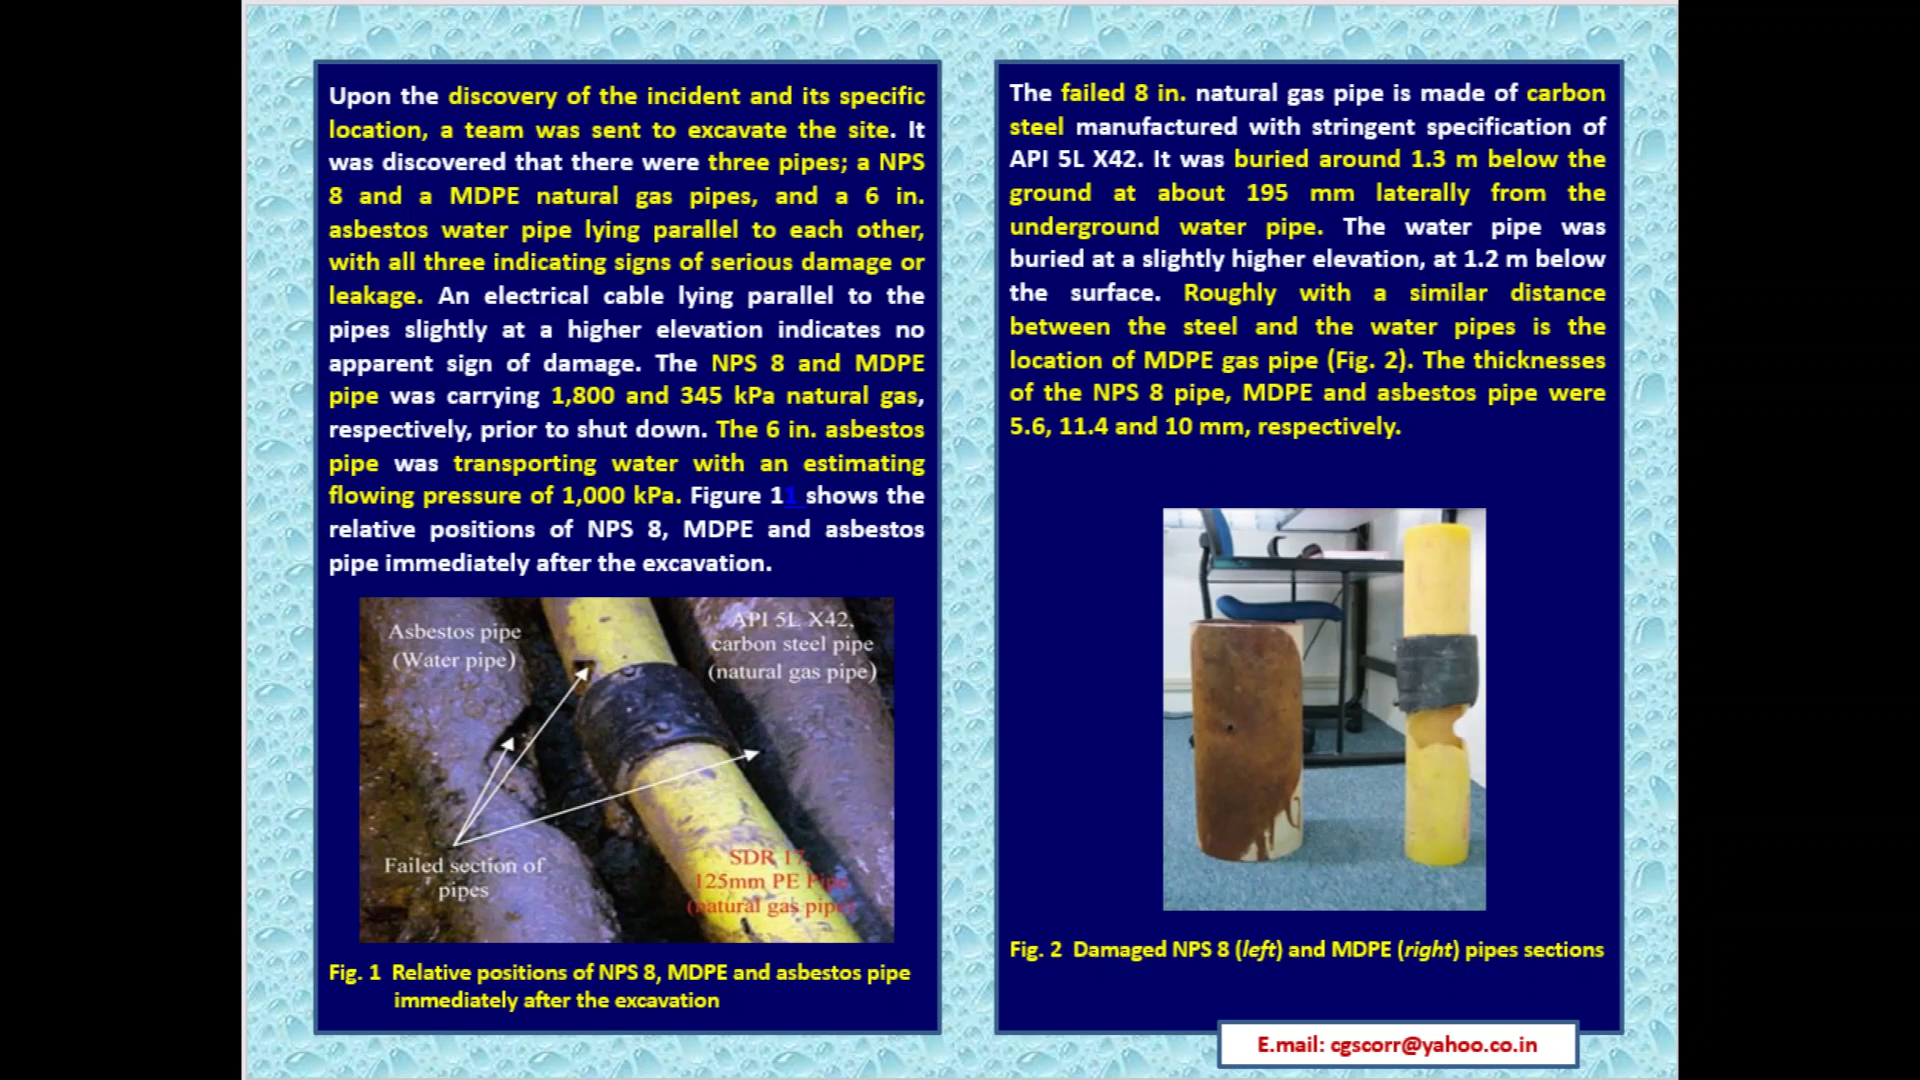 Upon the discovery of the incident and its specific
location, a team was sent to excavate the site. It
was discovered that there were three pipes; a NPS
8 and a MDPE natural gas pipes, and a 6 in.
asbestos water pipe lying parallel to each other,
with all three indicating signs of serious damage or
leakage. An electrical cable lying parallel to the
pipes slightly at a higher elevation indicates no
apparent sign of damage. The NPS 8 and MDPE
pipe was carrying 1,800 and 345 kPa natural gas,
respectively, prior to shut down. The 6 in. asbestos
pipe was transporting water with an estimating
flowing pressure of 1,000 kPa. Figure 11 shows the
relative positions of NPS 8, MDPE and asbestos
pipe immediately after the excavation.
Asbestos pipe
(Water pipe)
API 5L X42,
carbon steel pipe
(natural gas pipe)
Failed section of
pipes
SDR 17,
125mm PE Pipe
(natural gas pipe)
Fig. 1 Relative positions of NPS 8, MDPE and asbestos pipe
immediately after the excavation
The failed 8 in. natural gas pipe is made of carbon
steel manufactured with stringent specification of
API 5L X42. It was buried around 1.3 m below the
ground at about 195 mm laterally from the
underground water pipe. The water pipe was
buried at a slightly higher elevation, at 1.2 m below
the surface. Roughly with a similar distance
between the steel and the water pipes is the
location of MDPE gas pipe (Fig. 2). The thicknesses
of the NPS 8 pipe, MDPE and asbestos pipe were
5.6, 11.4 and 10 mm, respectively.
Fig. 2 Damaged NPS 8 (left) and MDPE (right) pipes sections
E.mail: cgscorr@yahoo.co.in